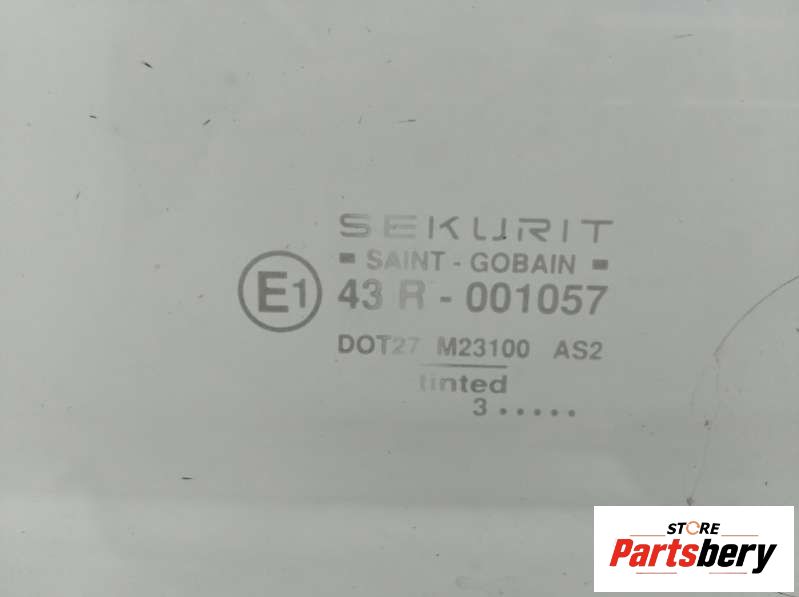 SEKURIT
SAINT - GOBAIN
E1 43 R - 001057
DOT27 M23100 AS2
tinted
3 .....
STORE
Partsbery